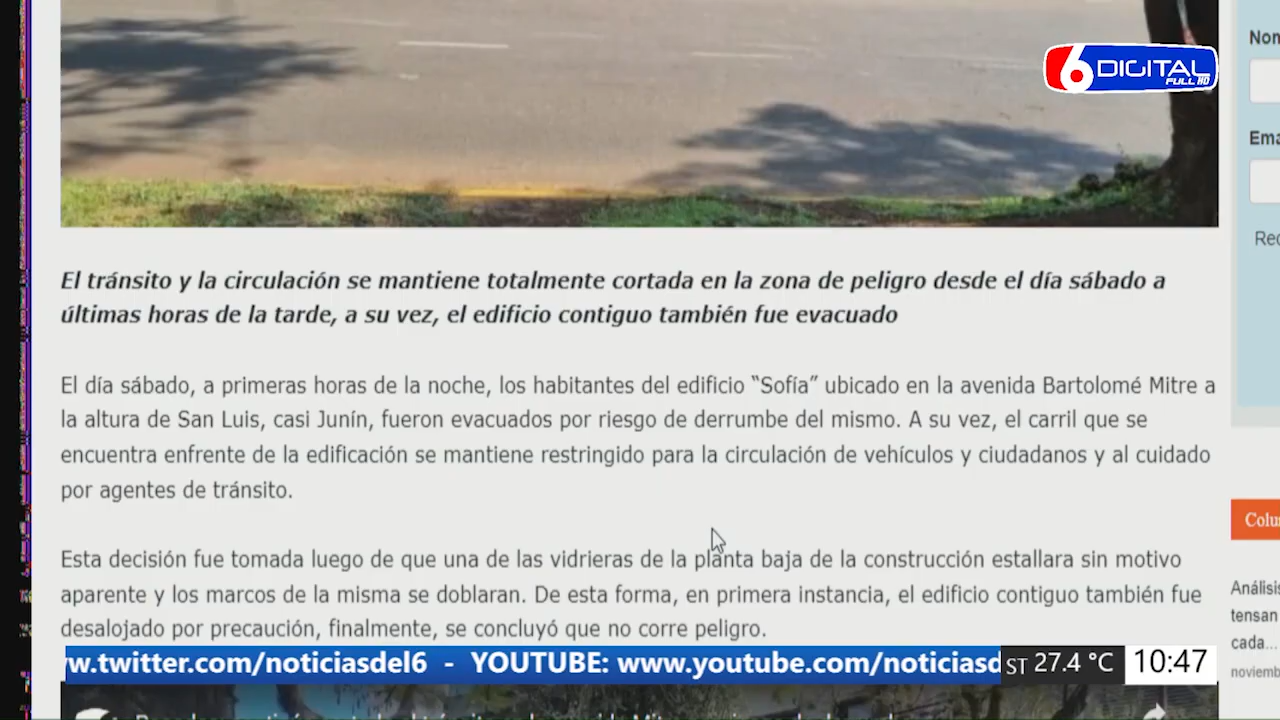 Nom
6 DIGITAL
FULL HD
Ema
Rec
El tránsito y la circulación se mantiene totalmente cortada en la zona de peligro desde el día sábado a
últimas horas de la tarde, a su vez, el edificio contiguo también fue evacuado
El día sábado, a primeras horas de la noche, los habitantes del edificio “Sofía” ubicado en la avenida Bartolomé Mitre a
la altura de San Luis, casi Junín, fueron evacuados por riesgo de derrumbe del mismo. A su vez, el carril que se
encuentra enfrente de la edificación se mantiene restringido para la circulación de vehículos y ciudadanos y al cuidado
por agentes de tránsito.
Colu
Esta decisión fue tomada luego de que una de las vidrieras de la planta baja de la construcción estallara sin motivo
aparente y los marcos de la misma se doblaran. De esta forma, en primera instancia, el edificio contiguo también fue
desalojado por precaución, finalmente, se concluyó que no corre peligro.
Análisis
tensan
cada...
noviemb
w.twitter.com/noticiasdel6 - YOUTUBE: www.youtube.com/noticiasd
ST 27.4 °C 10:47